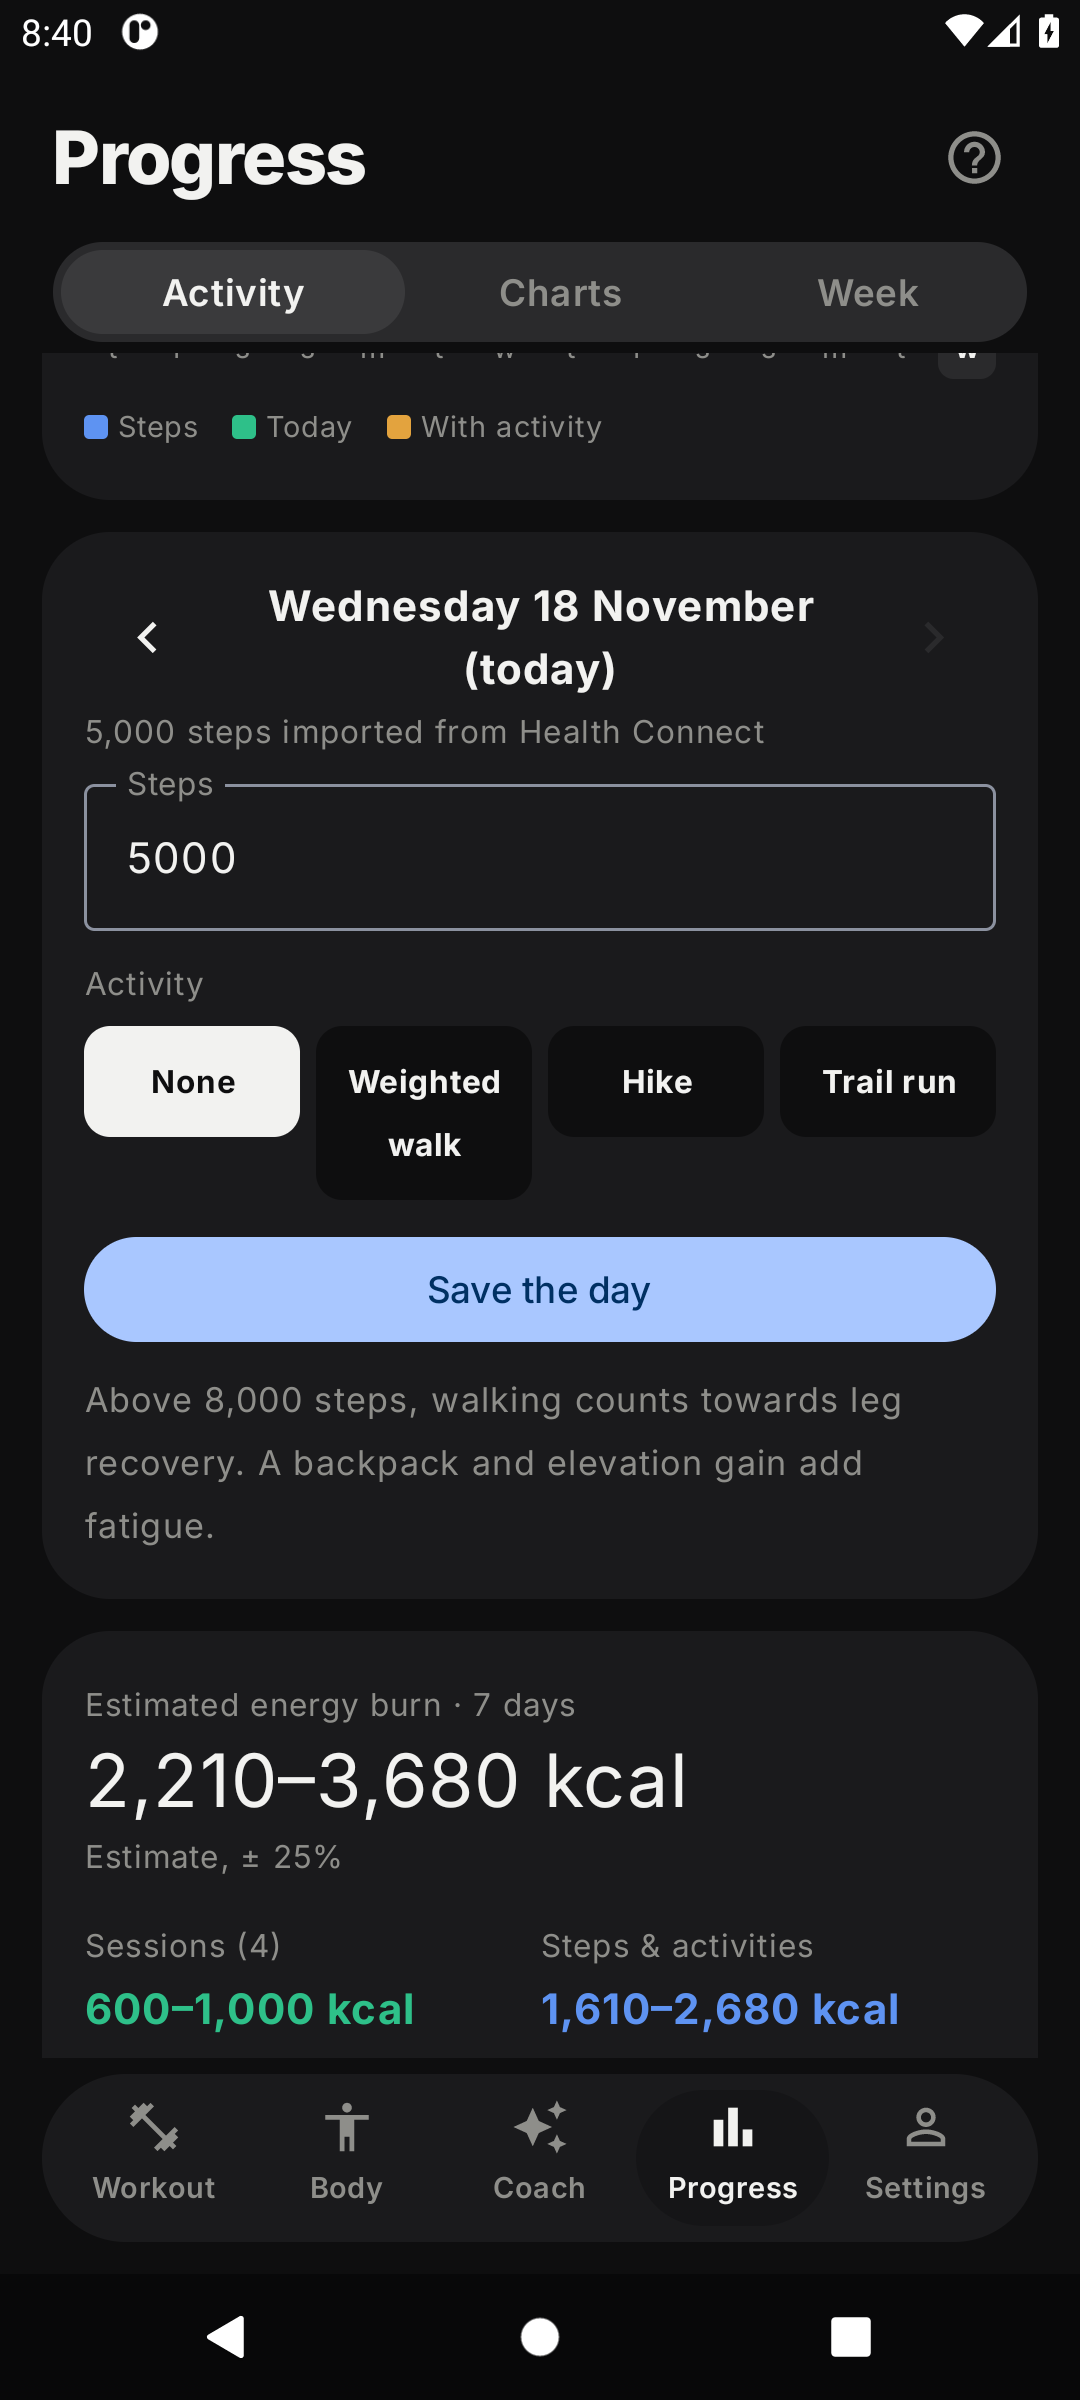 8:40
Progress
Activity Charts Week
w
Steps Today With activity
Wednesday 18 November
(today)
5,000 steps imported from Health Connect
Steps
5000
Activity
None Weighted walk Hike Trail run
Save the day
Above 8,000 steps, walking counts towards leg
recovery. A backpack and elevation gain add
fatigue.
Estimated energy burn · 7 days
2,210–3,680 kcal
Estimate, ± 25%
Sessions (4) Steps & activities
600–1,000 kcal 1,610–2,680 kcal
Workout Body Coach Progress Settings